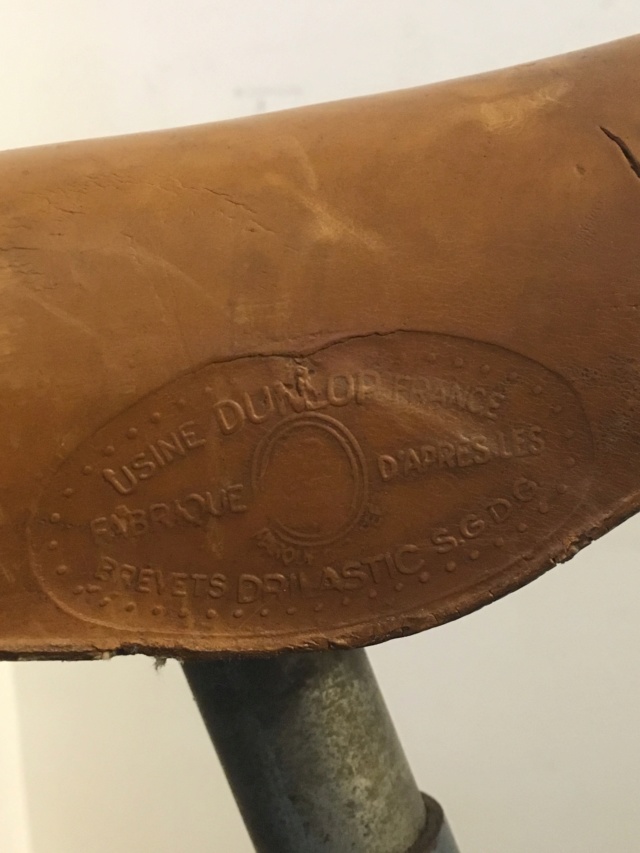 USINE DUNLOP FRANCE
FABRIQUE D'APRÈS LES
BREVETS DRILASTIC S.G.D.G